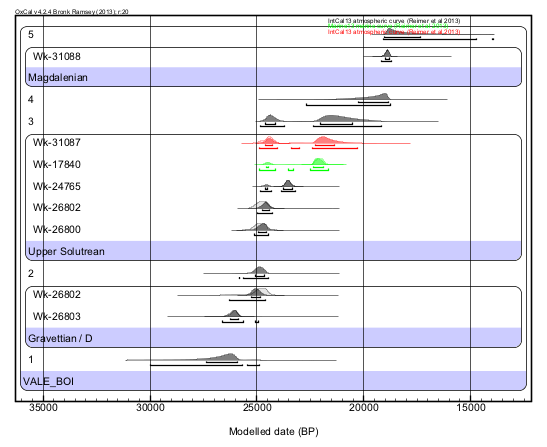 OxCal v4.2.4 Bronk Ramsey (2013); r:20
IntCal13 atmospheric curve (Reimer et al 2013)
IntCal13 atmospheric curve (Reimer et al 2013)
5
Wk-31088
Magdalenian
4
3
Wk-31087
Wk-17840
Wk-24765
Wk-26802
Wk-26800
Upper Solutrean
2
Wk-26802
Wk-26803
Gravettian / D
1
VALE_BOI
35000 30000 25000 20000 15000
Modelled date (BP)